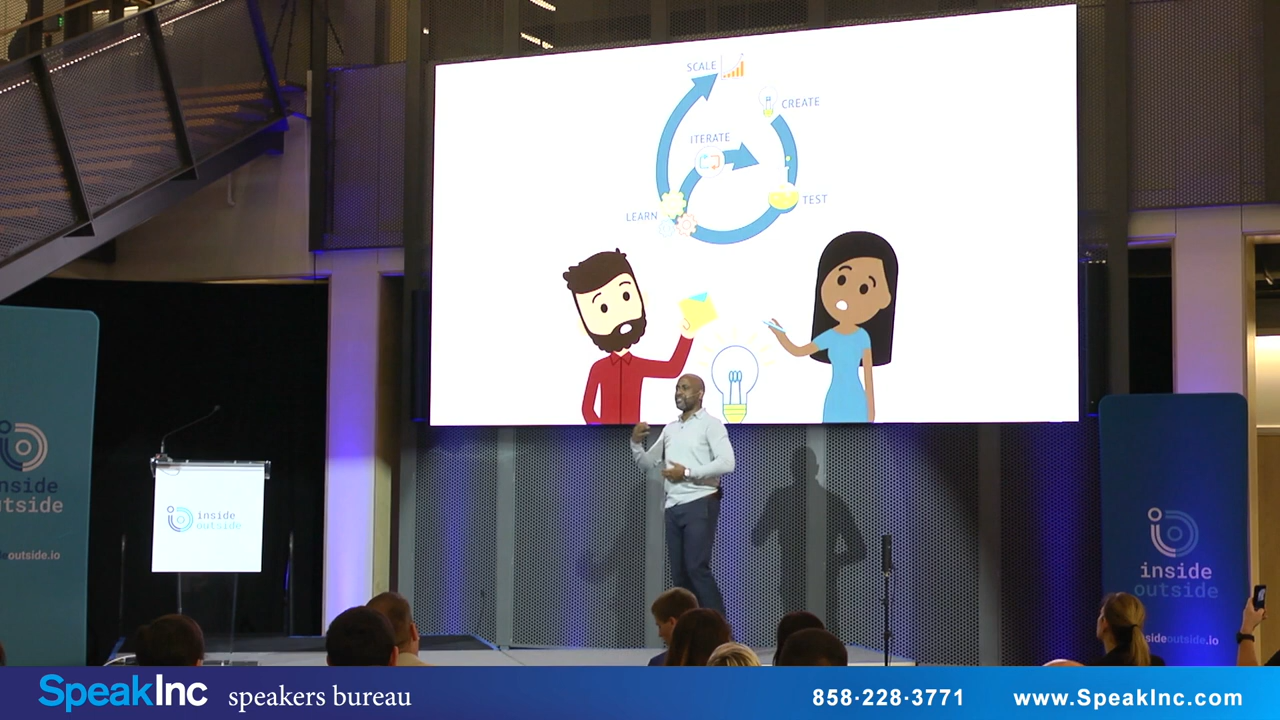 SCALE
CREATE
ITERATE
TEST
LEARN
inside
outside
inside
outside
outside.io
inside
outside
sideoutside.io
SpeakInc speakers bureau
858·228·3771
www.SpeakInc.com